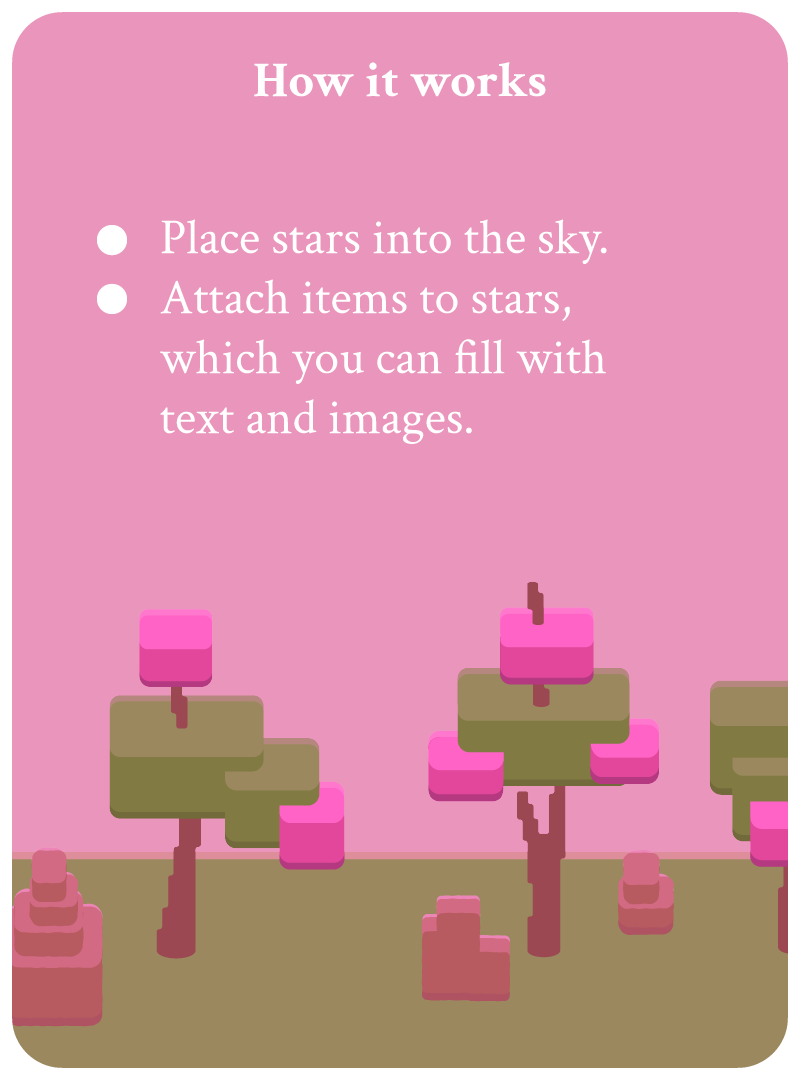 How it works
Place stars into the sky.
Attach items to stars,
which you can fill with
text and images.